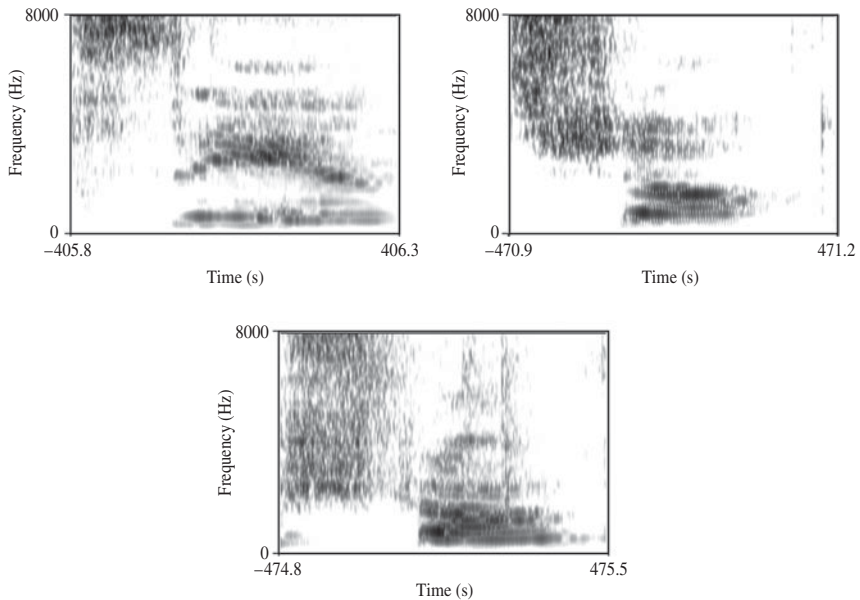 8000
Frequency (Hz)
0
−405.8
406.3
Time (s)
8000
Frequency (Hz)
0
−470.9
471.2
Time (s)
8000
Frequency (Hz)
0
−474.8
475.5
Time (s)